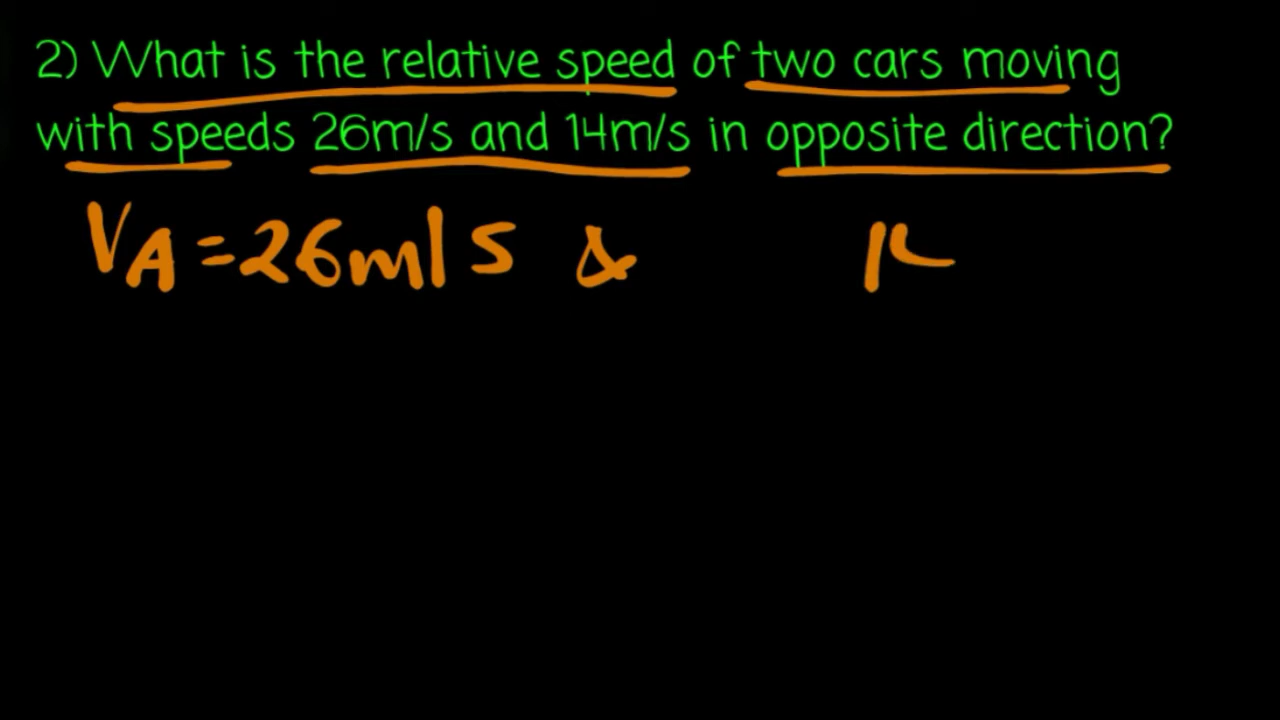 2) What is the relative speed of two cars moving
with speeds 26m/s and 14m/s in opposite direction?
VA = 26m/s &